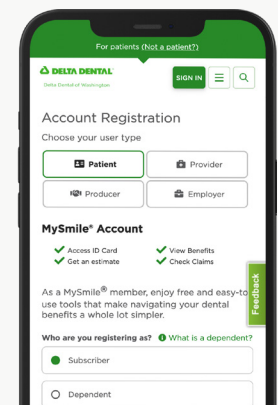 For patients (Not a patient?)
DELTA DENTAL
Delta Dental of Washington
SIGN IN
Account Registration
Choose your user type
Patient
Provider
Producer
Employer
MySmile® Account
Access ID Card
View Benefits
Get an estimate
Check Claims
As a MySmile® member, enjoy free and easy-to
use tools that make navigating your dental
benefits a whole lot simpler.
Feedback
Who are you registering as? What is a dependent?
Subscriber
Dependent